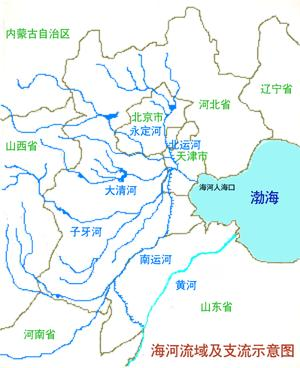 内蒙古自治区
辽宁省
河北省
北京市
永定河
北运河
天津市
山西省
海河入海口
大清河
渤海
子牙河
南运河
黄河
山东省
河南省
海河流域及支流示意图